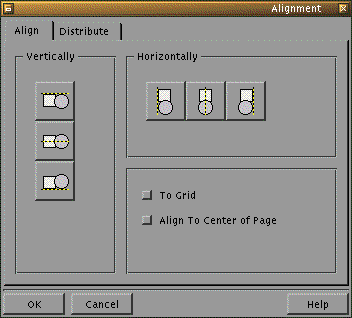 Alignment
Align Distribute
Vertically Horizontally
To Grid
Align To Center of Page
OK Cancel Help